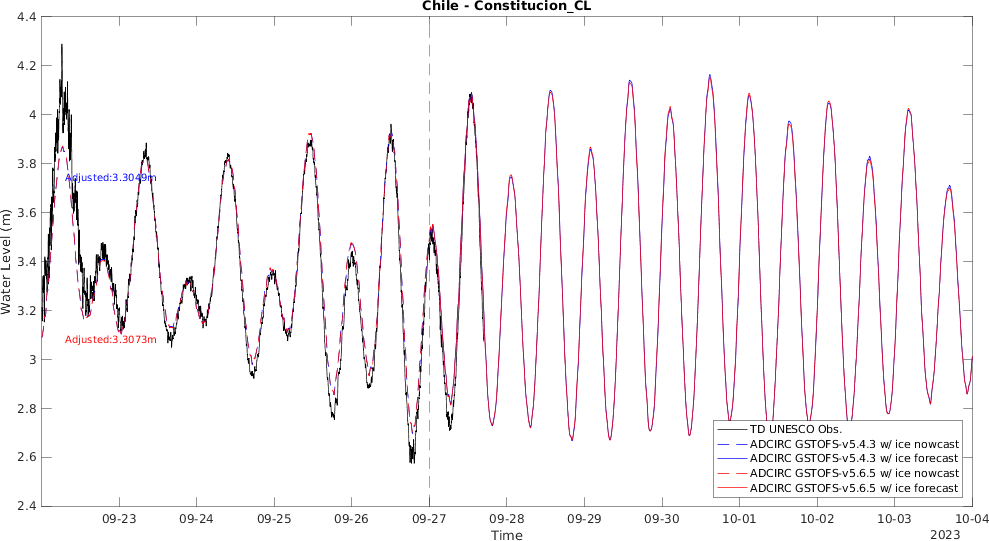 Chile - Constitucion_CL
4.4
4.2
4
3.8
3.6
3.4
3.2
3
2.8
2.6
2.4
Water Level (m)
Adjusted:3.3049m
Adjusted:3.3073m
TD UNESCO Obs.
ADCIRC GSTOFS-v5.4.3 w/ ice nowcast
ADCIRC GSTOFS-v5.4.3 w/ ice forecast
ADCIRC GSTOFS-v5.6.5 w/ ice nowcast
ADCIRC GSTOFS-v5.6.5 w/ ice forecast
09-23 09-24 09-25 09-26 09-27 09-28 09-29 09-30 10-01 10-02 10-03 10-04
Time
2023